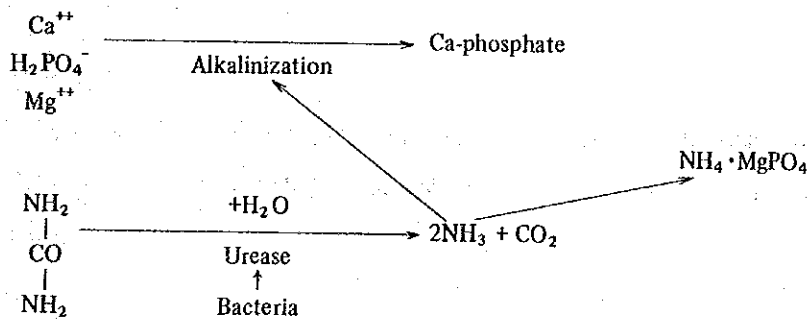 Ca⁺⁺
H₂PO₄⁻
Mg⁺⁺
Alkalinization
Ca-phosphate
NH₄ · MgPO₄
NH₂
CO
NH₂
+H₂O
Urease
Bacteria
2NH₃ + CO₂